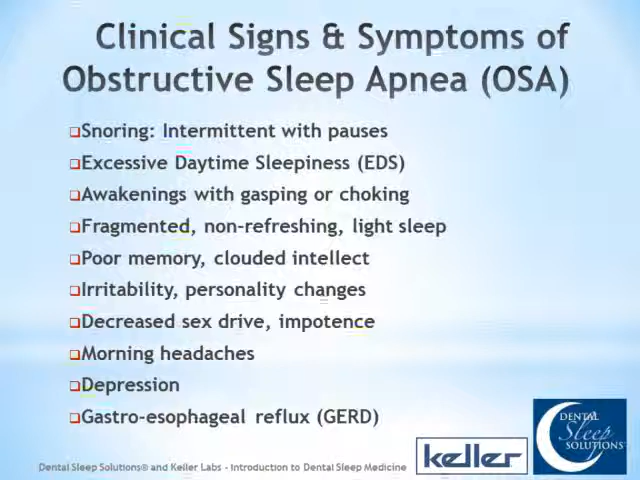 Clinical Signs & Symptoms of
Obstructive Sleep Apnea (OSA)
Snoring: Intermittent with pauses
Excessive Daytime Sleepiness (EDS)
Awakenings with gasping or choking
Fragmented, non-refreshing, light sleep
Poor memory, clouded intellect
Irritability, personality changes
Decreased sex drive, impotence
Morning headaches
Depression
Gastro-esophageal reflux (GERD)
Dental Sleep Solutions® and Keller Labs - Introduction to Dental Sleep Medicine
keller
DENTAL
Sleep
SOLUTIONS